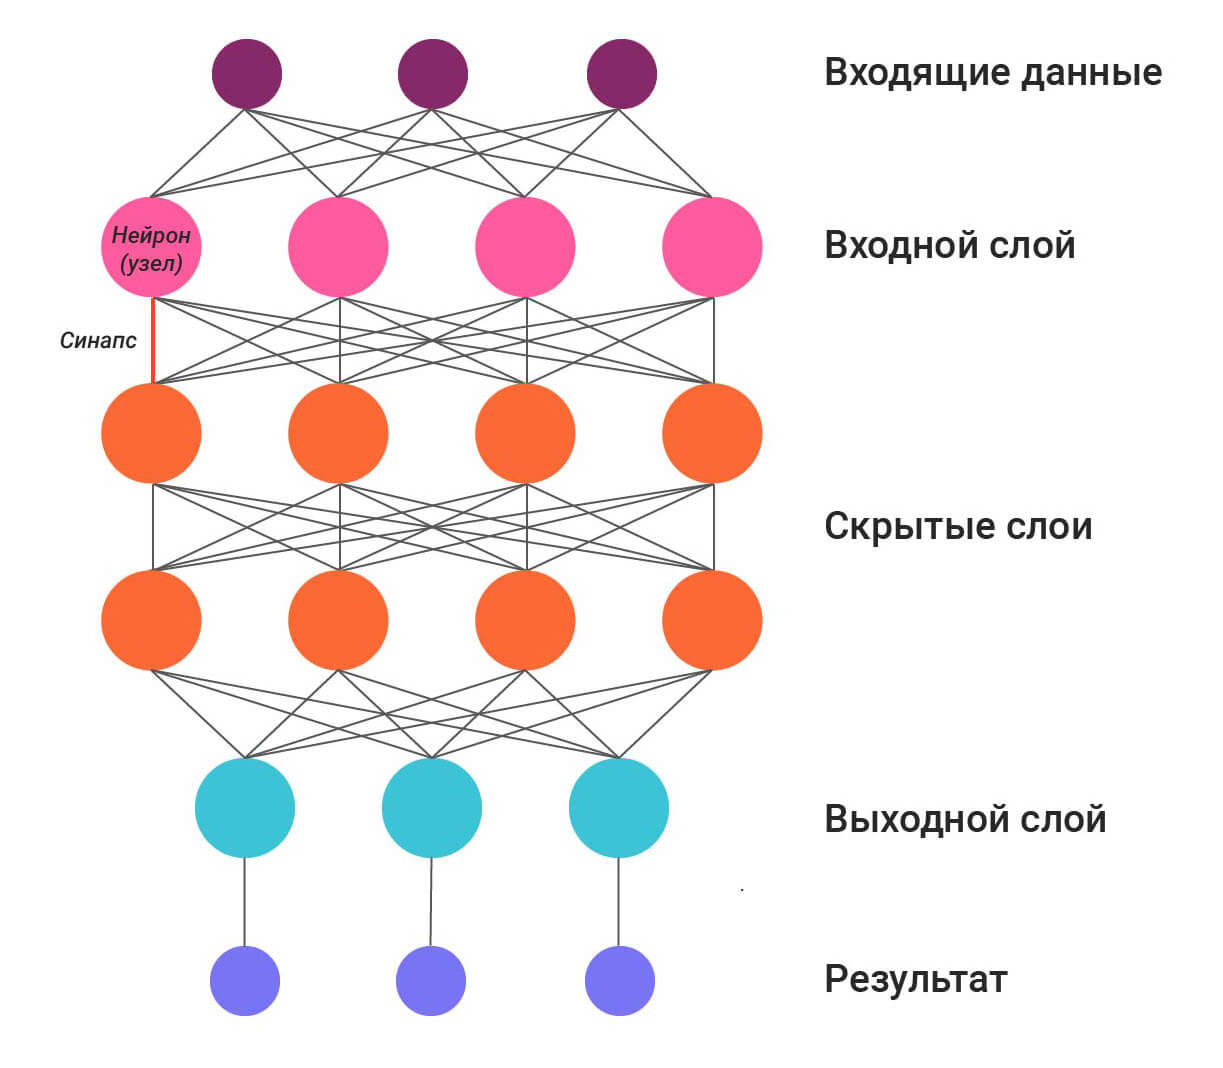 Входящие данные
Нейрон
(узел)
Входной слой
Синапс
Скрытые слои
Выходной слой
Результат